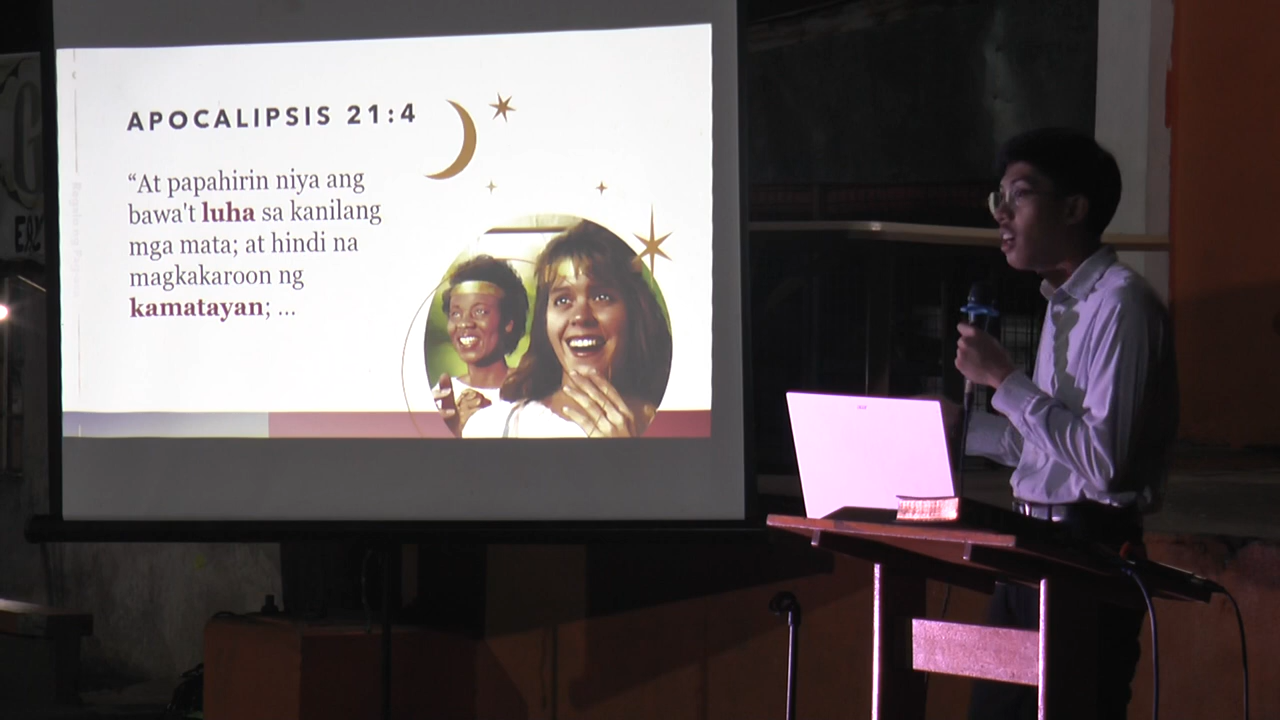 APOCALIPSIS 21:4
“At papahirin niya ang
bawa't luha sa kanilang
mga mata; at hindi na
magkakaroon ng
kamatayan; ...
acer